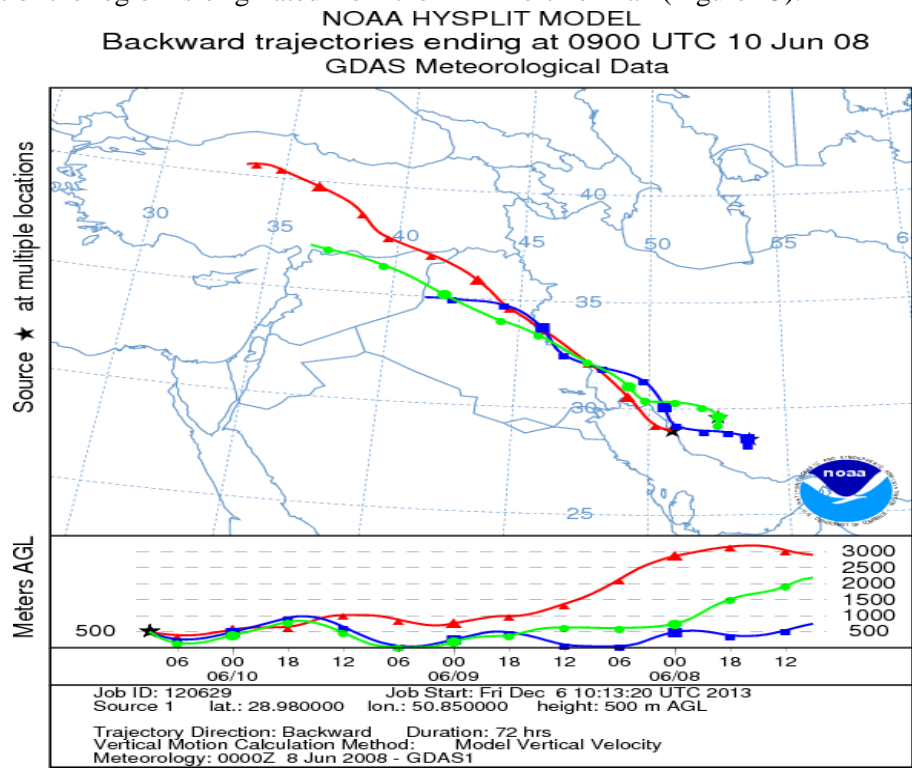 NOAA HYSPLIT MODEL
Backward trajectories ending at 0900 UTC 10 Jun 08
GDAS Meteorological Data
Source ★ at multiple locations
30
35
40
45
40
50
55
35
30
25
noaa
Meters AGL
500
3000
2500
2000
1500
1000
500
06 00 18 12 06 00 18 12 06 00 18 12
06/10 06/09 06/08
Job ID: 120629 Job Start: Fri Dec 6 10:13:20 UTC 2013
Source 1 lat.: 28.980000 lon.: 50.850000 height: 500 m AGL
Trajectory Direction: Backward Duration: 72 hrs
Vertical Motion Calculation Method: Model Vertical Velocity
Meteorology: 0000Z 8 Jun 2008 - GDAS1